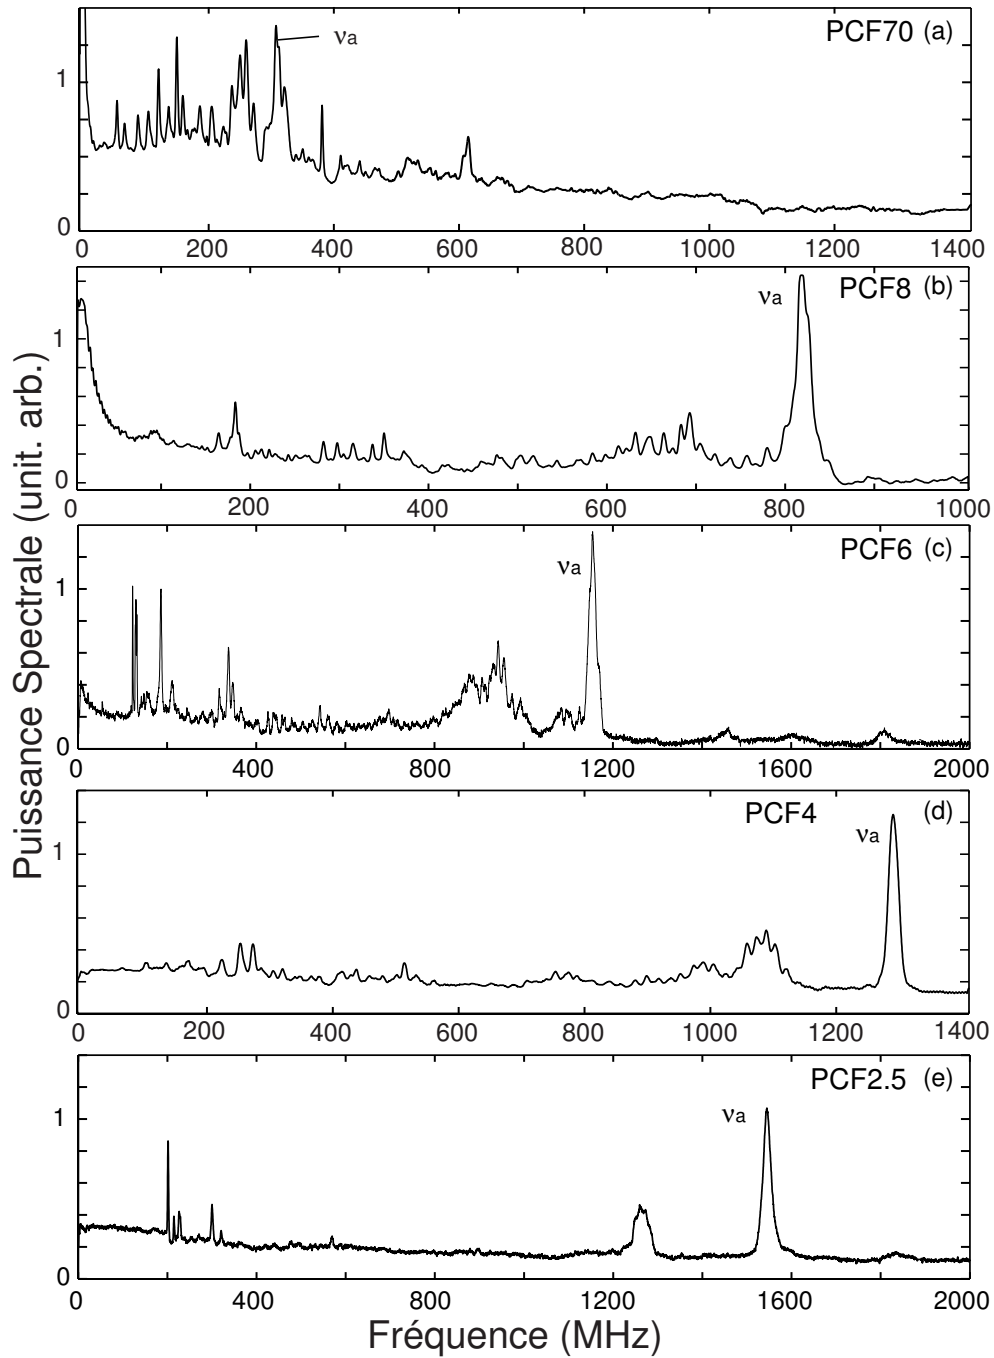 PCF70 (a)
νa
1
0
0 200 400 600 800 1000 1200 1400
PCF8 (b)
νa
1
0
0 200 400 600 800 1000
PCF6 (c)
νa
1
0
0 400 800 1200 1600 2000
PCF4 (d)
νa
1
0
0 200 400 600 800 1000 1200 1400
PCF2.5 (e)
νa
1
0
0 400 800 1200 1600 2000
Puissance Spectrale (unit. arb.)
Fréquence (MHz)